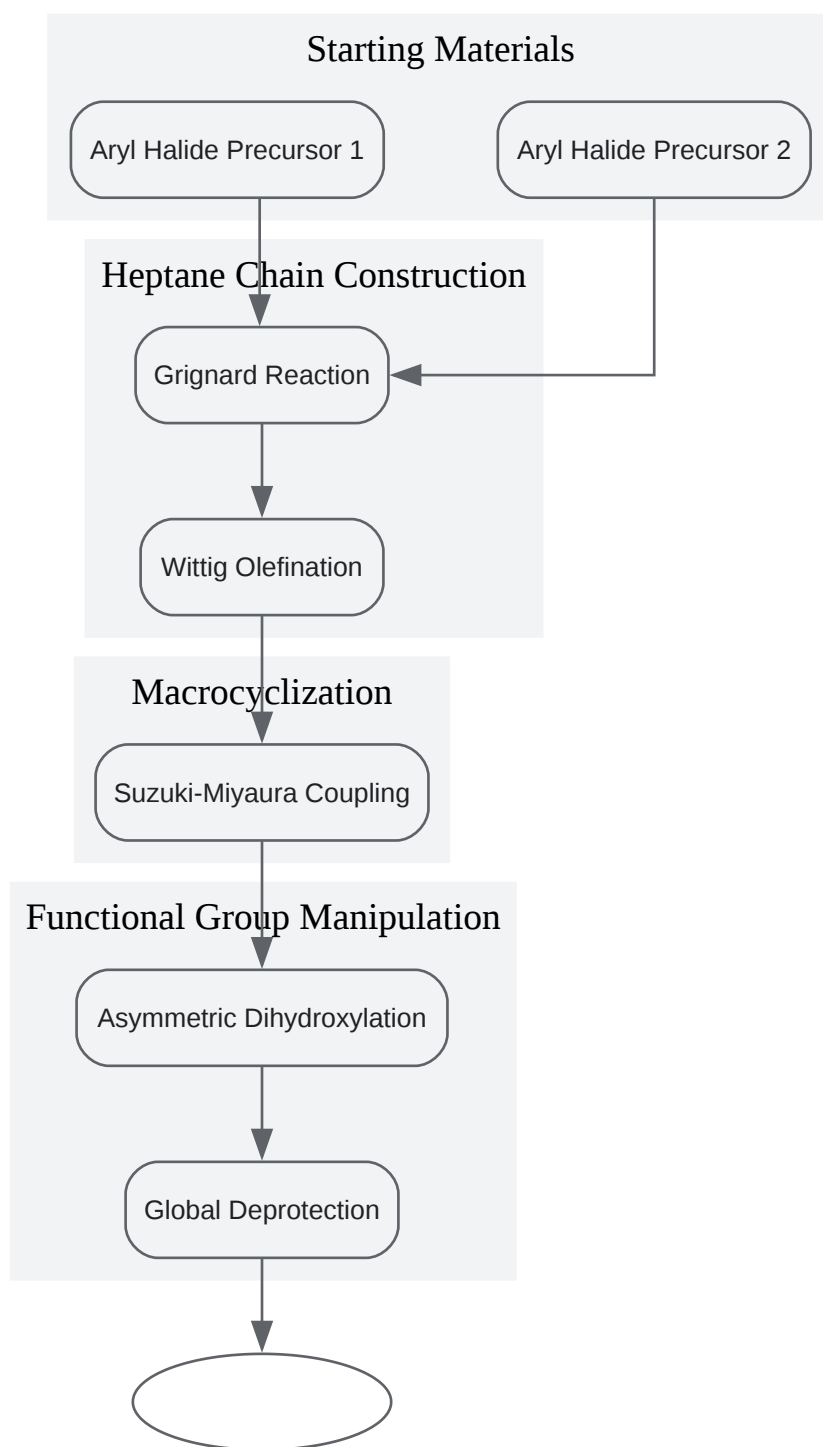 Starting Materials
Aryl Halide Precursor 1
Aryl Halide Precursor 2
Heptane Chain Construction
Grignard Reaction
Wittig Olefination
Macrocyclization
Suzuki-Miyaura Coupling
Functional Group Manipulation
Asymmetric Dihydroxylation
Global Deprotection